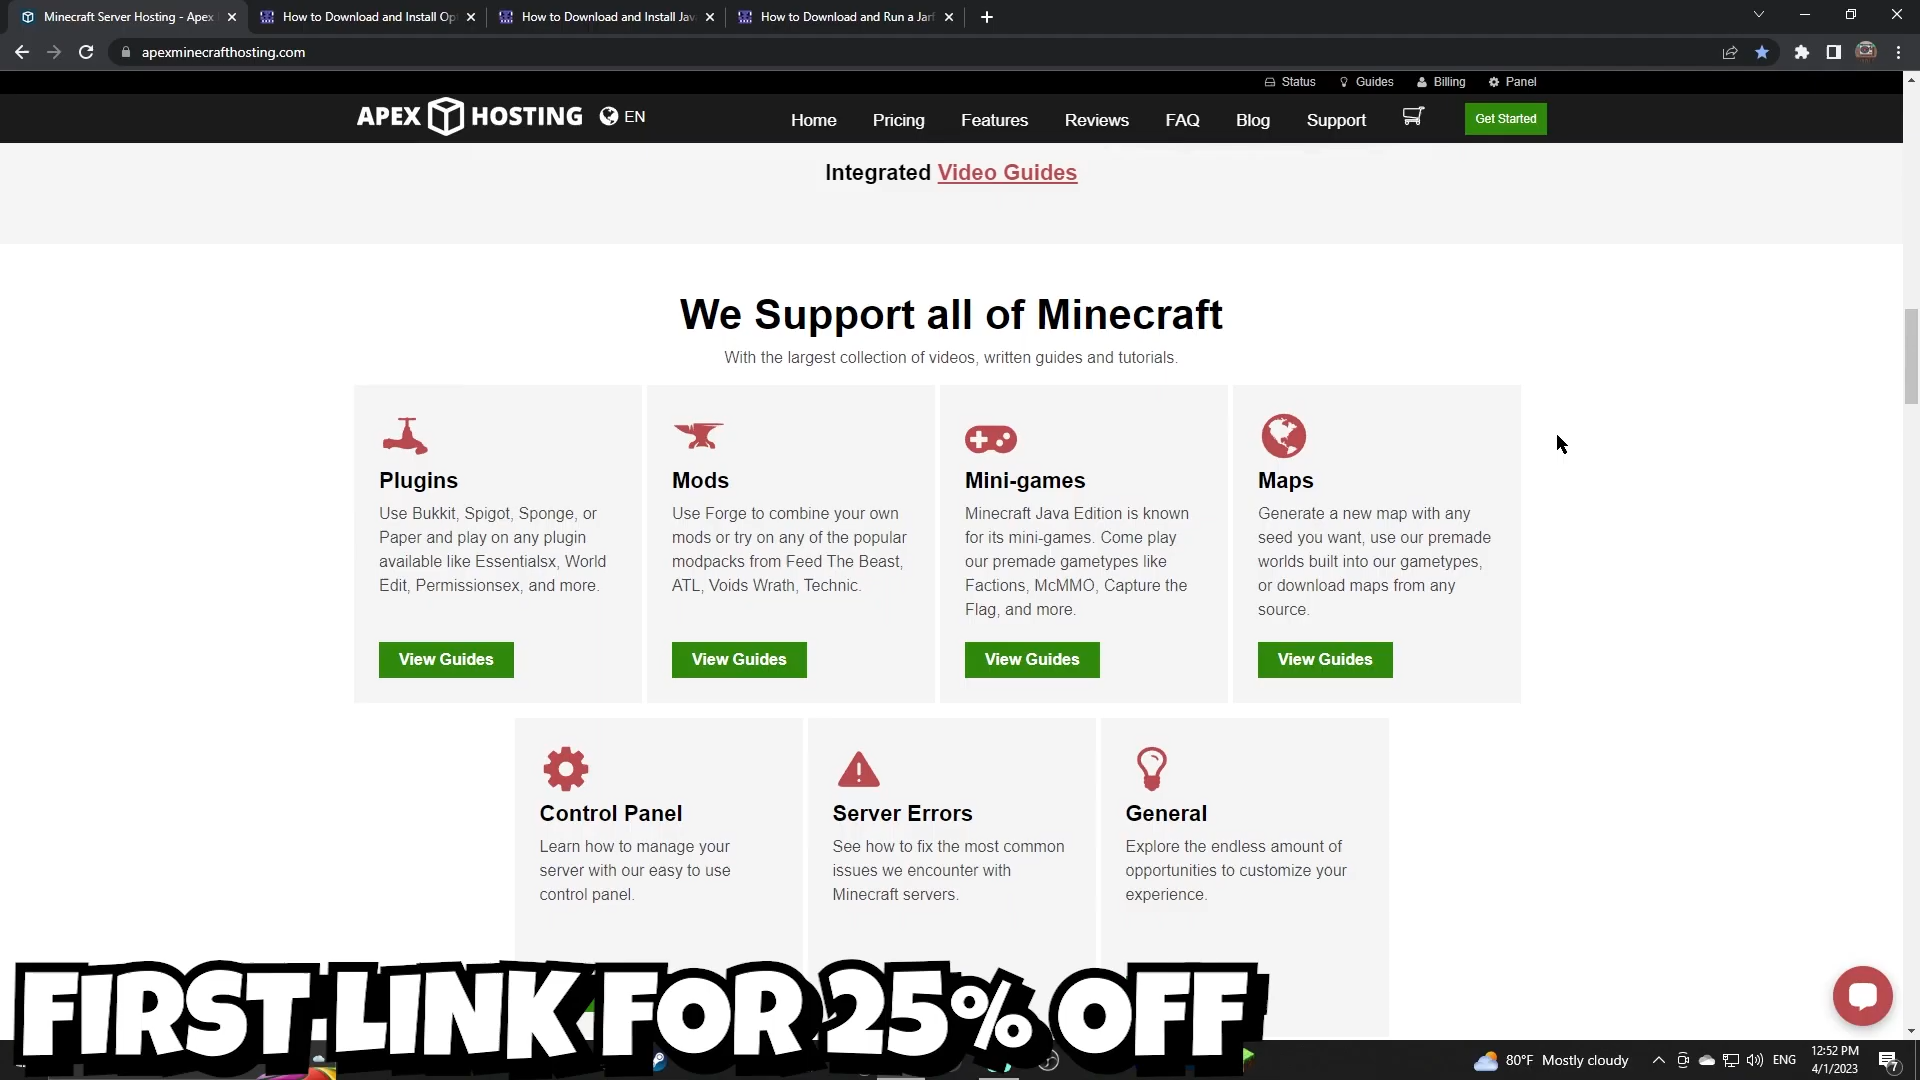 Minecraft Server Hosting - Apex
How to Download and Install Op
How to Download and Install Jav
How to Download and Run a Jarf
apexminecrafthosting.com
Status
Guides
Billing
Panel
APEX HOSTING
EN
Home
Pricing
Features
Reviews
FAQ
Blog
Support
Get Started
Integrated Video Guides
We Support all of Minecraft
With the largest collection of videos, written guides and tutorials.
Plugins
Use Bukkit, Spigot, Sponge, or
Paper and play on any plugin
available like Essentialsx, World
Edit, Permissionsex, and more.
View Guides
Mods
Use Forge to combine your own
mods or try on any of the popular
modpacks from Feed The Beast,
ATL, Voids Wrath, Technic.
View Guides
Mini-games
Minecraft Java Edition is known
for its mini-games. Come play
our premade gametypes like
Factions, McMMO, Capture the
Flag, and more.
View Guides
Maps
Generate a new map with any
seed you want, use our premade
worlds built into our gametypes,
or download maps from any
source.
View Guides
Control Panel
Learn how to manage your
server with our easy to use
control panel.
Server Errors
See how to fix the most common
issues we encounter with
Minecraft servers.
General
Explore the endless amount of
opportunities to customize your
experience.
FIRST LINK FOR 25% OFF
80°F Mostly cloudy
ENG
12:52 PM
4/1/2023
7